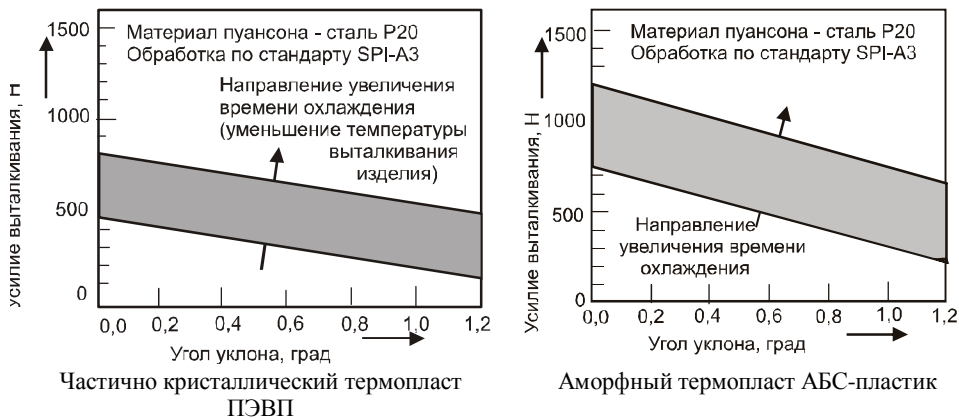 1500
1000
500
0
Усилие выталкивания, Н
Материал пуансона - сталь P20
Обработка по стандарту SPI-A3
Направление увеличения
времени охлаждения
(уменьшение температуры
выталкивания
изделия)
0,0 0,2 0,4 0,6 0,8 1,0 1,2
Угол уклона, град
Частично кристаллический термопласт
ПЭВП
1500
1000
500
0
Усилие выталкивания, Н
Материал пуансона - сталь P20
Обработка по стандарту SPI-A3
Направление
увеличения времени
охлаждения
0,0 0,2 0,4 0,6 0,8 1,0 1,2
Угол уклона, град
Аморфный термопласт АБС-пластик